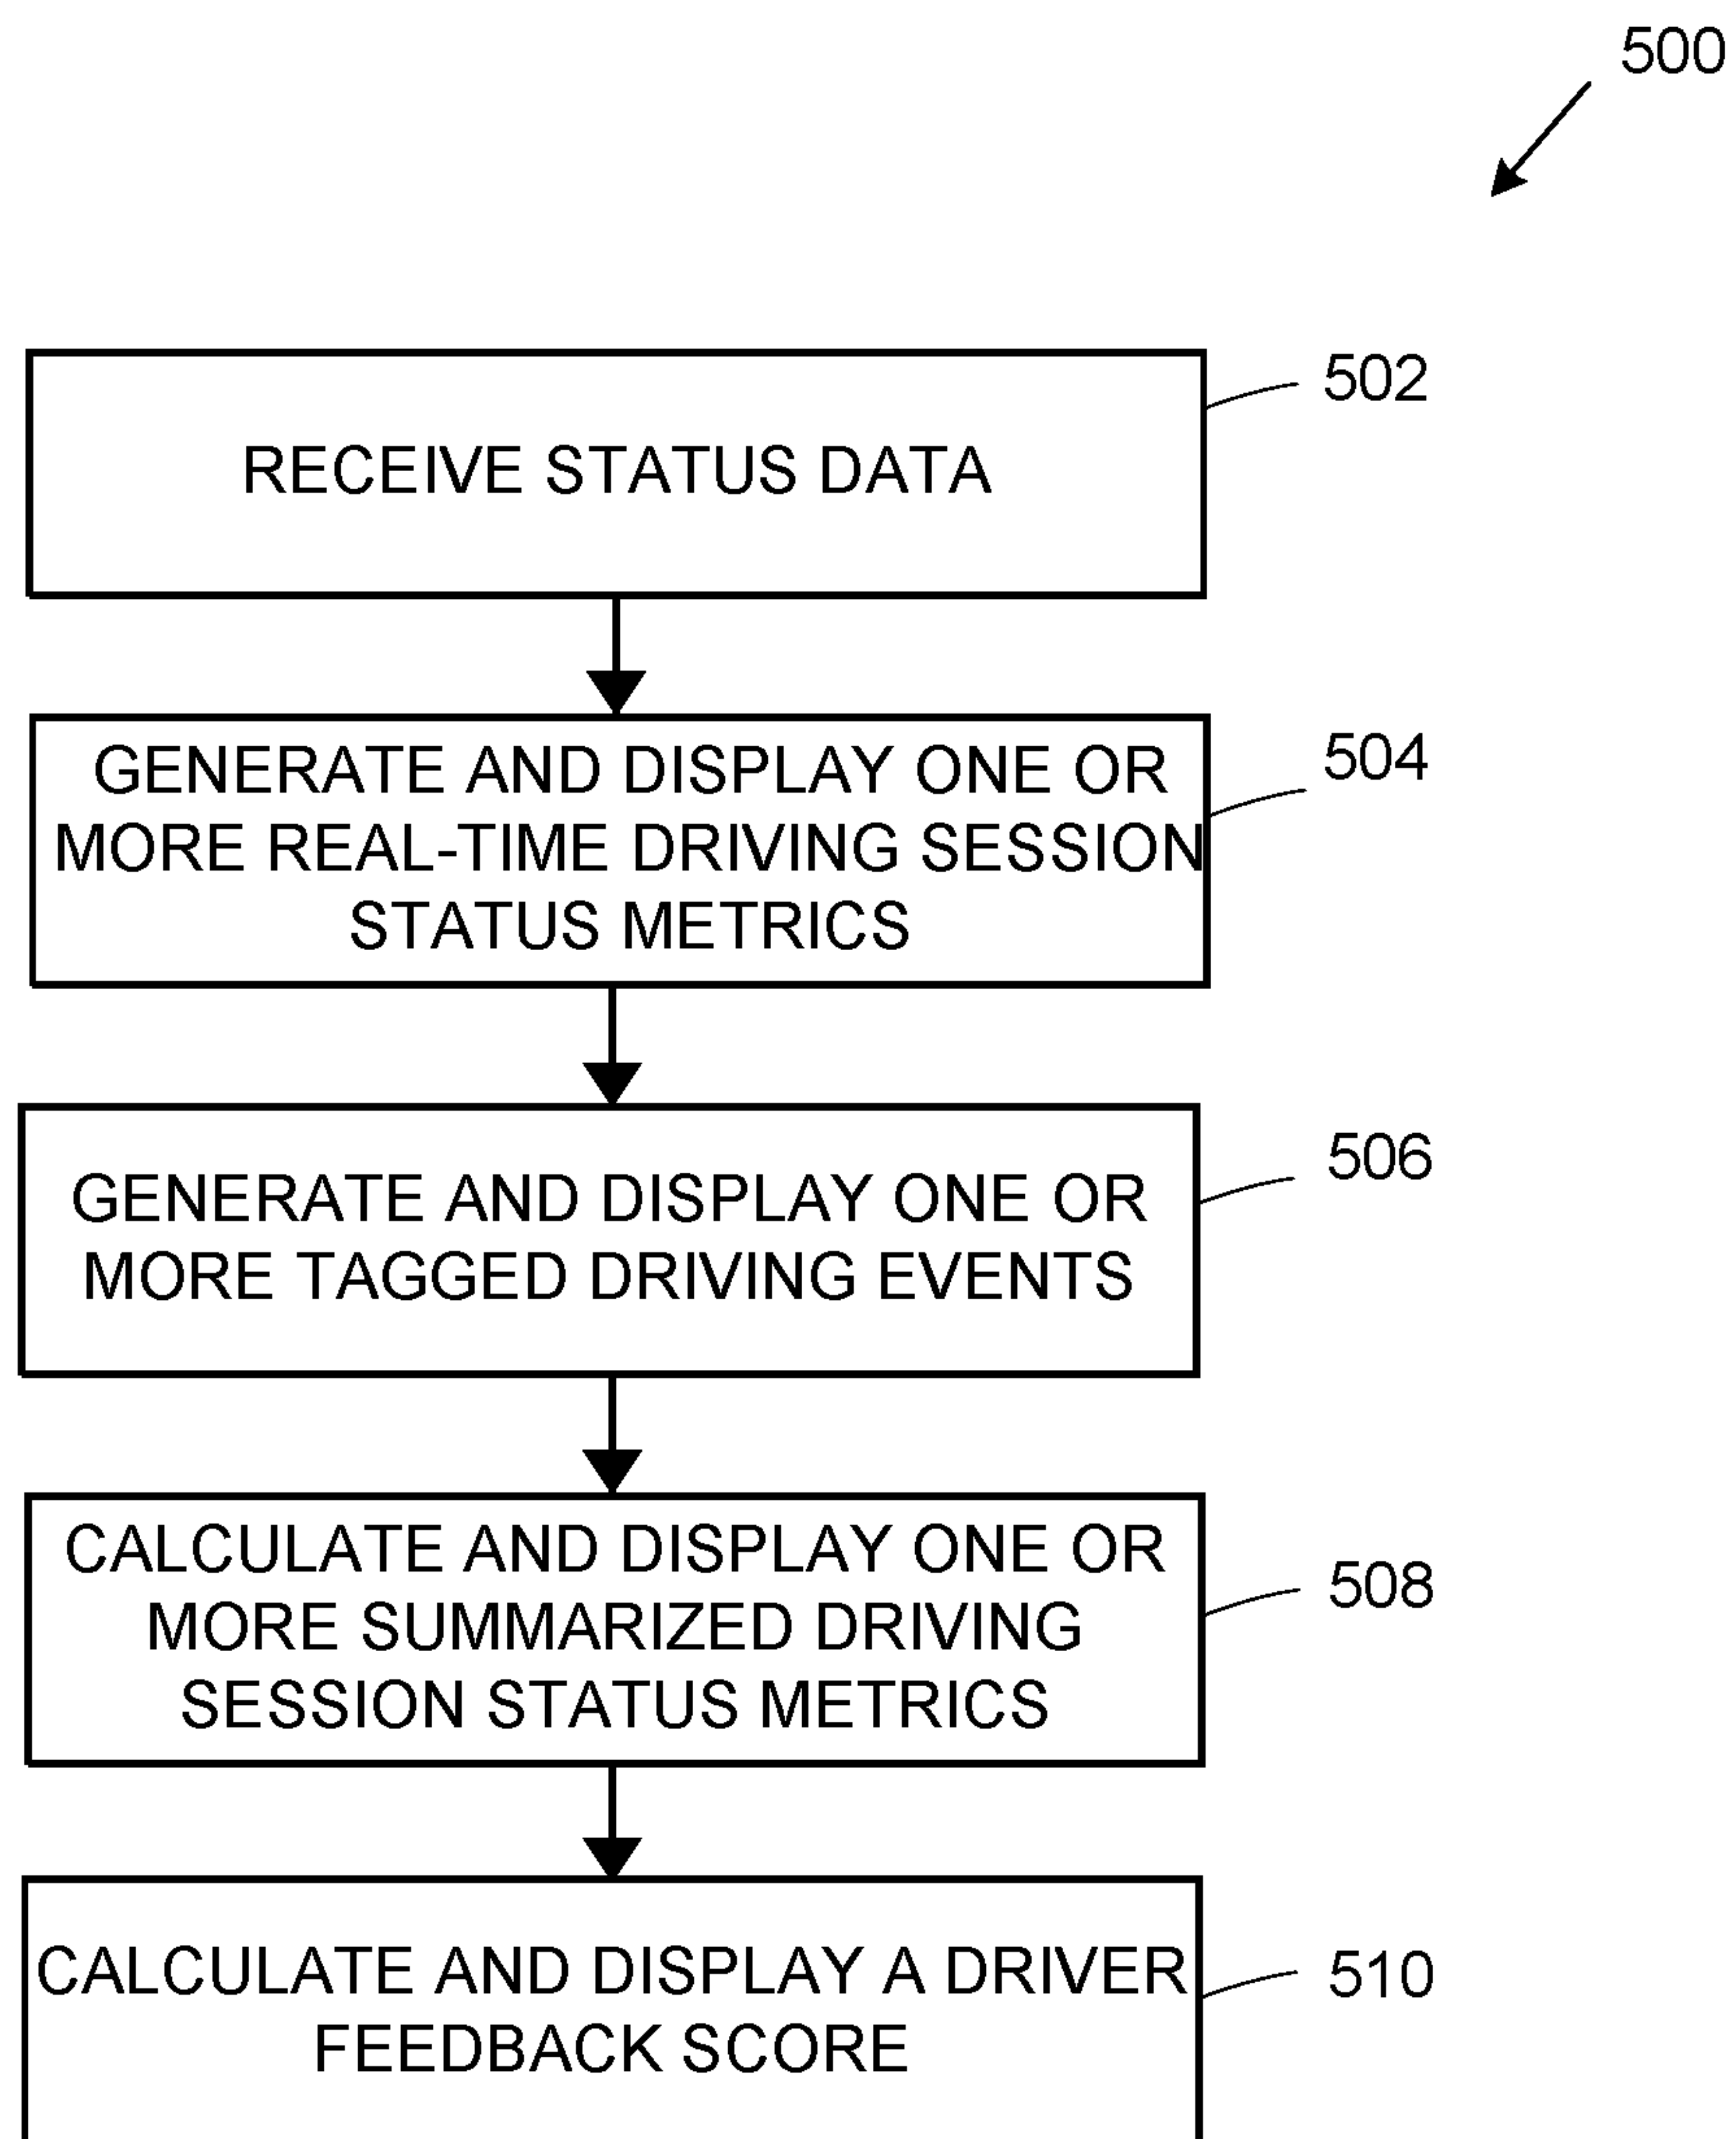 500
502
RECEIVE STATUS DATA
504
GENERATE AND DISPLAY ONE OR
MORE REAL-TIME DRIVING SESSION
STATUS METRICS
506
GENERATE AND DISPLAY ONE OR
MORE TAGGED DRIVING EVENTS
508
CALCULATE AND DISPLAY ONE OR
MORE SUMMARIZED DRIVING
SESSION STATUS METRICS
510
CALCULATE AND DISPLAY A DRIVER
FEEDBACK SCORE